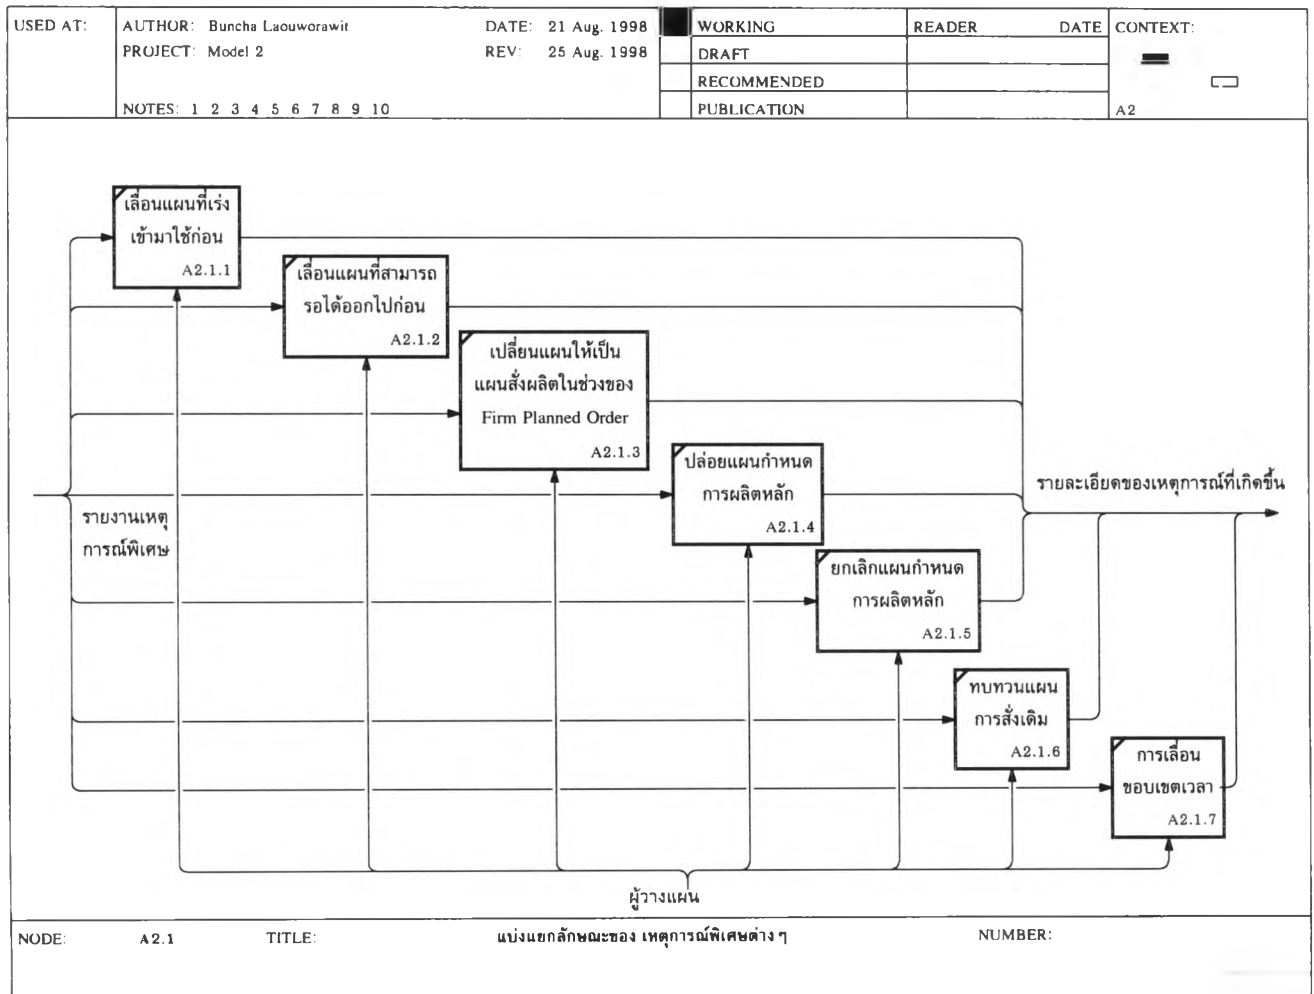 USED AT: AUTHOR: Buncha Laouworawit DATE: 21 Aug. 1998 WORKING READER DATE CONTEXT:
PROJECT: Model 2 REV: 25 Aug. 1998 DRAFT
RECOMMENDED
NOTES: 1 2 3 4 5 6 7 8 9 10 PUBLICATION A2
เลื่อนแผนที่เร่ง
เข้ามาใช้ก่อน
A2.1.1
เลื่อนแผนที่สามารถ
รอได้ออกไปก่อน
A2.1.2
เปลี่ยนแผนให้เป็น
แผนสั่งผลิตในช่วงของ
Firm Planned Order
A2.1.3
ปล่อยแผนกำหนด
การผลิตหลัก
A2.1.4
รายละเอียดของเหตุการณ์ที่เกิดขึ้น
รายงานเหตุ
การณ์พิเศษ
ยกเลิกแผนกำหนด
การผลิตหลัก
A2.1.5
ทบทวนแผน
การสั่งเดิม
A2.1.6
การเลื่อน
ขอบเขตเวลา
A2.1.7
ผู้วางแผน
NODE: A2.1 TITLE: แบ่งแยกลักษณะของ เหตุการณ์พิเศษต่าง ๆ NUMBER: